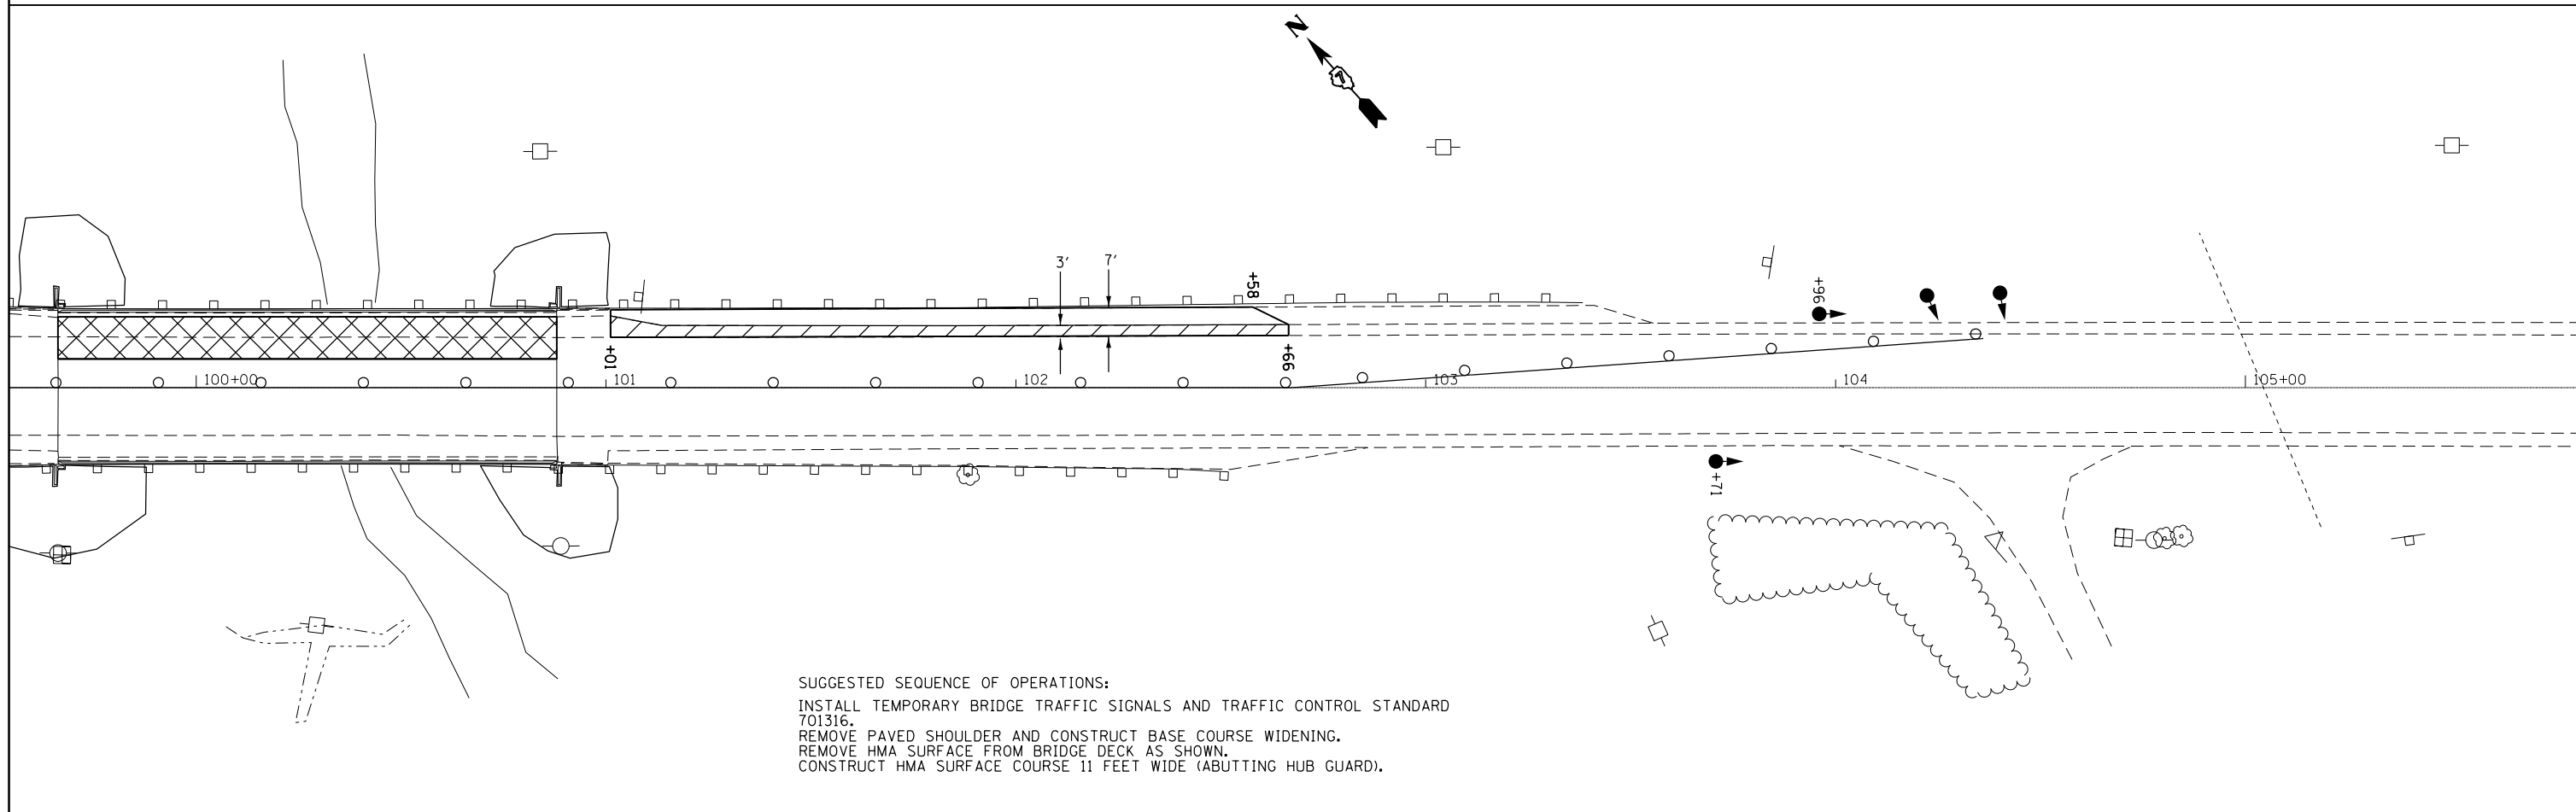 N
7
3' 7'
+58
+96
+01
+66
100+00 101 102 103 104 105+00
+71
SUGGESTED SEQUENCE OF OPERATIONS:
INSTALL TEMPORARY BRIDGE TRAFFIC SIGNALS AND TRAFFIC CONTROL STANDARD
701316.
REMOVE PAVED SHOULDER AND CONSTRUCT BASE COURSE WIDENING.
REMOVE HMA SURFACE FROM BRIDGE DECK AS SHOWN.
CONSTRUCT HMA SURFACE COURSE 11 FEET WIDE (ABUTTING HUB GUARD).